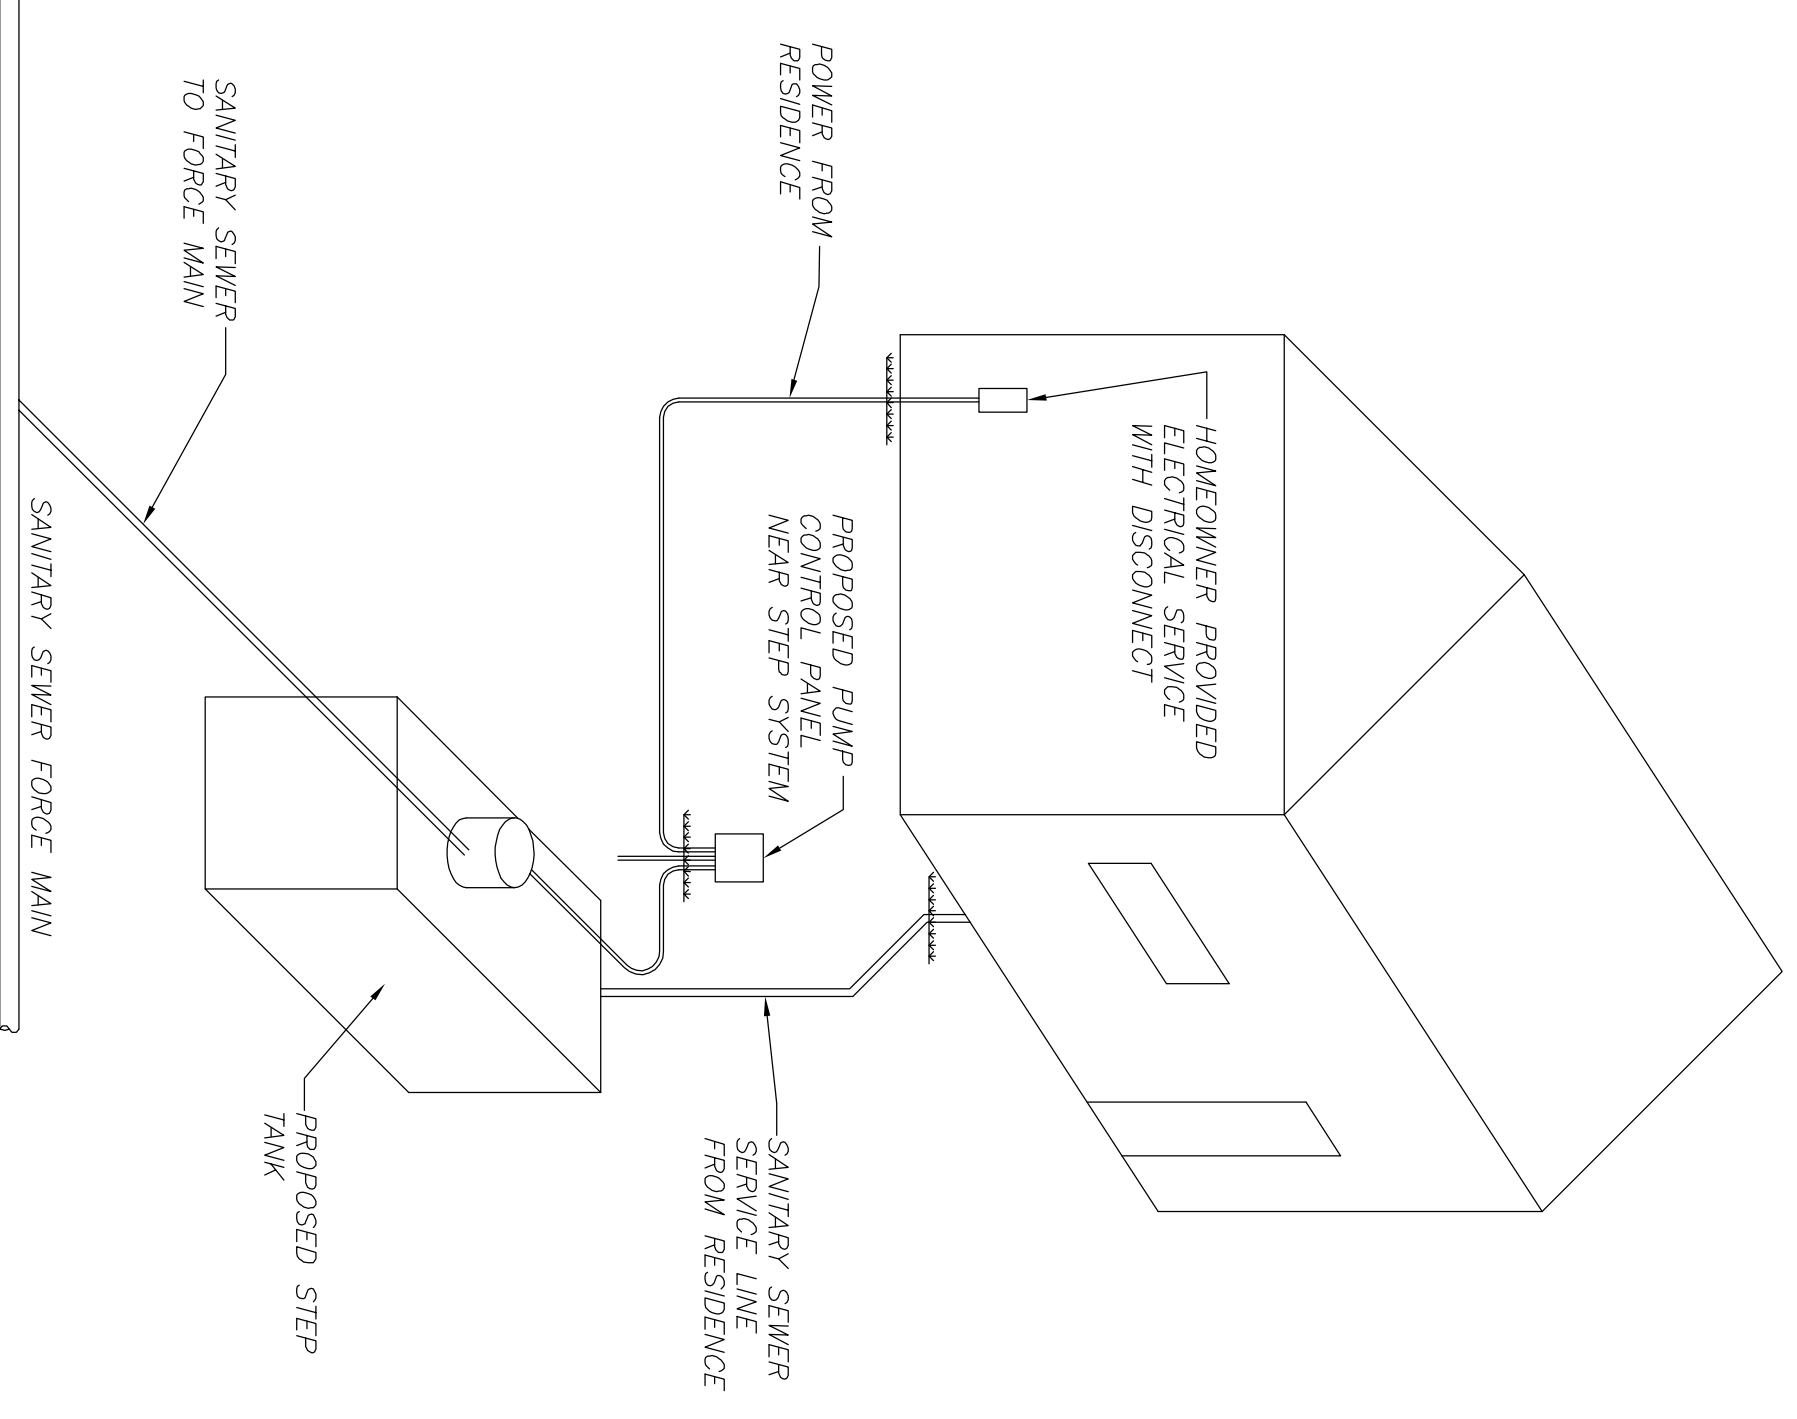 HOMEOWNER PROVIDED
ELECTRICAL SERVICE
WITH DISCONNECT
POWER FROM
RESIDENCE
PROPOSED PUMP
CONTROL PANEL
NEAR STEP SYSTEM
SANITARY SEWER
SERVICE LINE
FROM RESIDENCE
SANITARY SEWER
TO FORCE MAIN
PROPOSED STEP
TANK
SANITARY SEWER FORCE MAIN